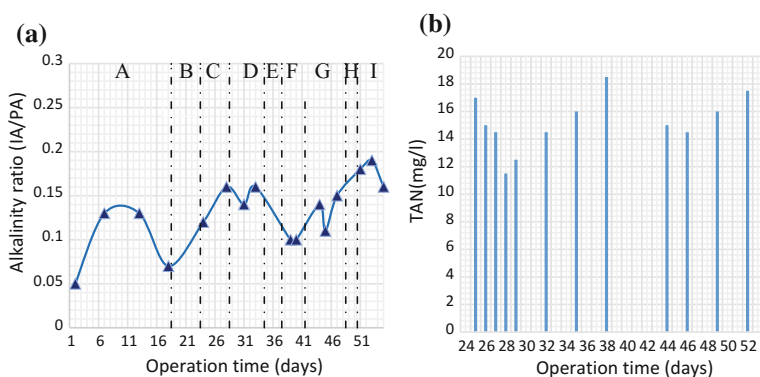 (a)
0.3
0.25
0.2
0.15
0.1
0.05
0
Alkalinity ratio (IA/PA)
A B C D E F G H I
1 6 11 16 21 26 31 36 41 46 51
Operation time (days)
(b)
20
18
16
14
12
10
8
6
4
2
0
TAN(mg/l)
24 26 28 30 32 34 36 38 40 42 44 46 48 50 52
Operation time (days)